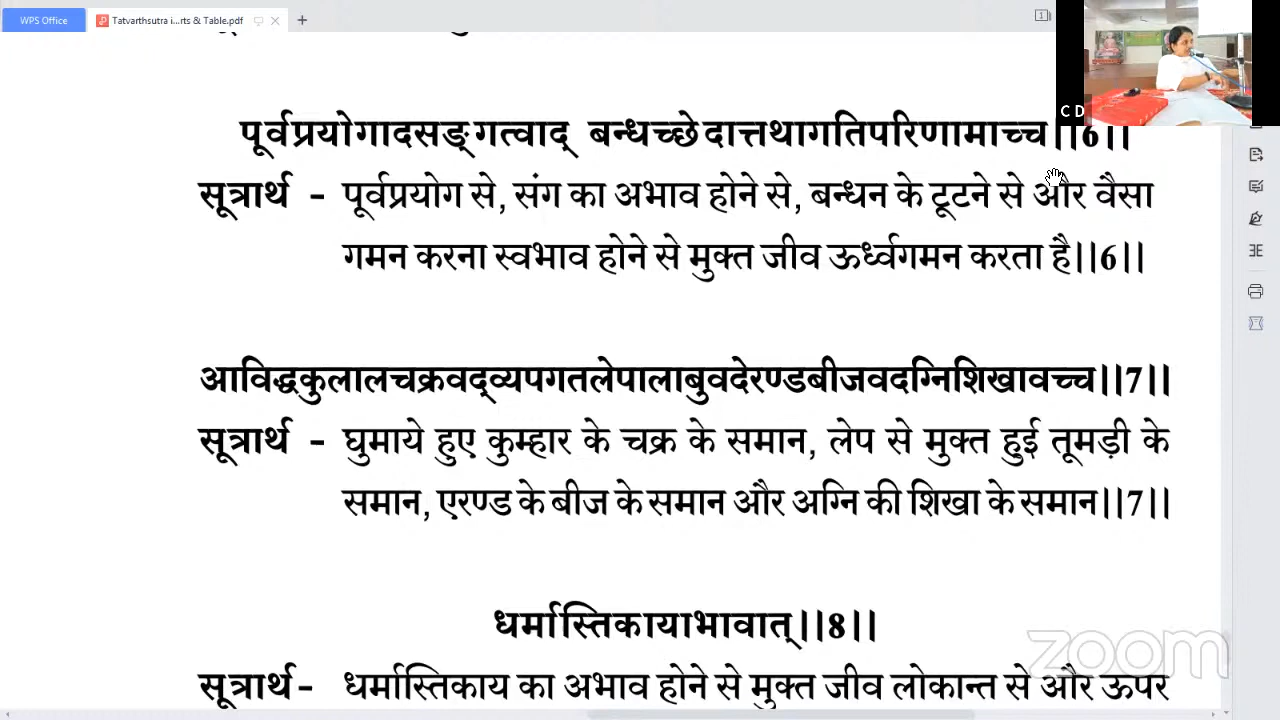 WPS Office
Tatvarthsutra i...rts & Table.pdf
1
C D
पूर्वप्रयोगादसङ्गत्वाद् बन्धच्छेदात्तथागतिपरिणामाच्च।।6।।
सूत्रार्थ - पूर्वप्रयोग से, संग का अभाव होने से, बन्धन के टूटने से और वैसा
गमन करना स्वभाव होने से मुक्त जीव ऊर्ध्वगमन करता है।।6।।
आविद्धकुलालचक्रवद्व्यपगतलेपालाबुवदेरण्डबीजवदग्निशिखावच्च।।7।।
सूत्रार्थ - घुमाये हुए कुम्हार के चक्र के समान, लेप से मुक्त हुई तूमड़ी के
समान, एरण्ड के बीज के समान और अग्नि की शिखा के समान।।7।।
धर्मास्तिकायाभावात्।।8।।
सूत्रार्थ- धर्मास्तिकाय का अभाव होने से मुक्त जीव लोकान्त से और ऊपर
zoom